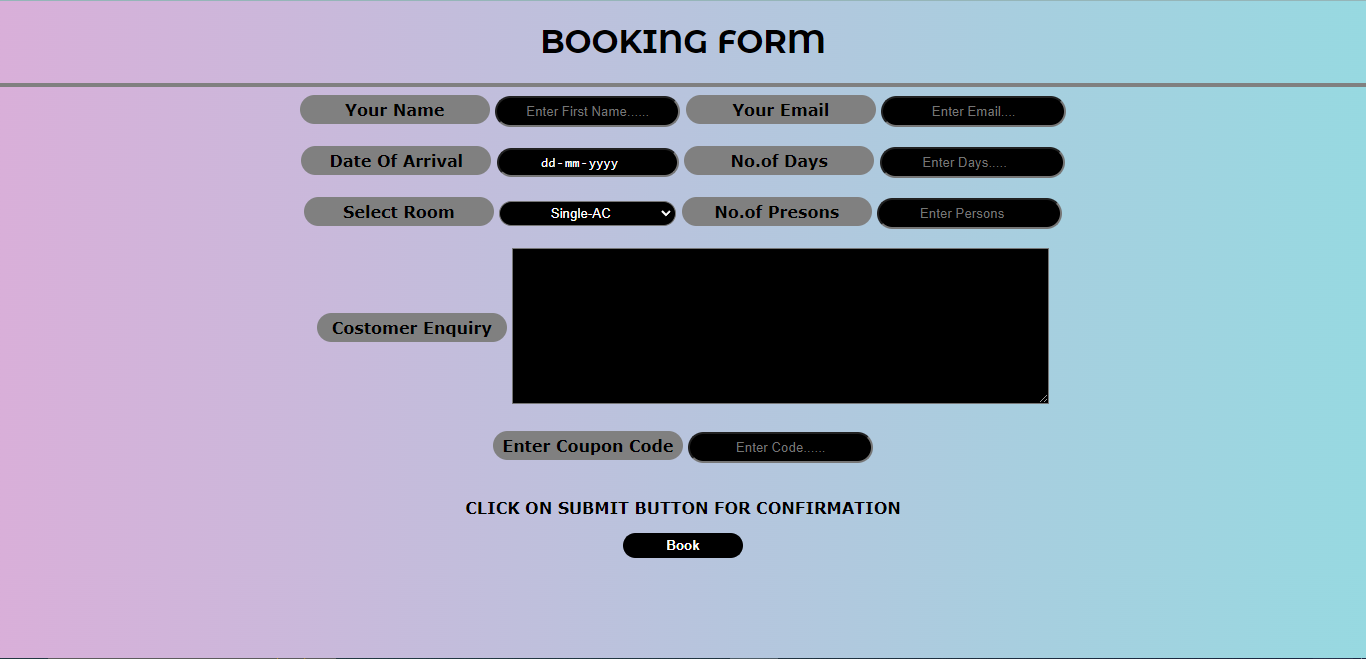 BOOKING FORM
Your Name Enter First Name...... Your Email Enter Email....
Date Of Arrival dd-mm-yyyy No.of Days Enter Days.....
Select Room Single-AC No.of Presons Enter Persons
Costomer Enquiry
Enter Coupon Code Enter Code......
CLICK ON SUBMIT BUTTON FOR CONFIRMATION
Book